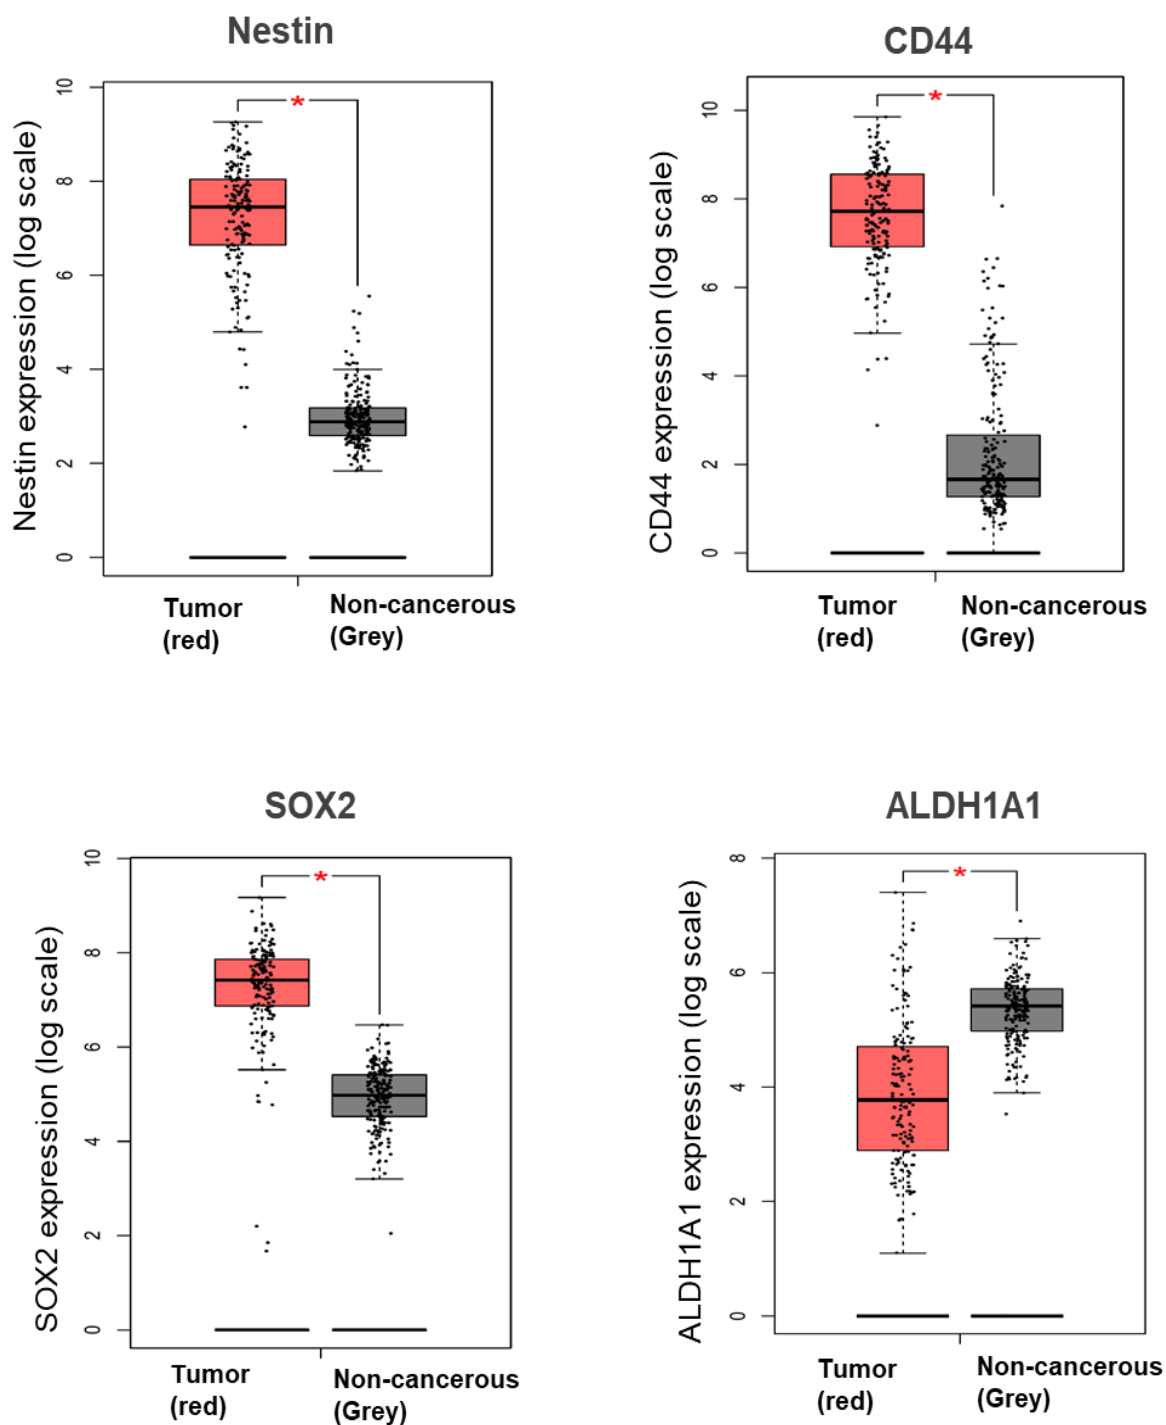 Nestin
Nestin expression (log scale)
10
8
6
4
2
0
*
Tumor
(red)
Non-cancerous
(Grey)
CD44
CD44 expression (log scale)
10
8
6
4
2
0
*
Tumor
(red)
Non-cancerous
(Grey)
SOX2
SOX2 expression (log scale)
10
8
6
4
2
0
*
Tumor
(red)
Non-cancerous
(Grey)
ALDH1A1
ALDH1A1 expression (log scale)
8
6
4
2
0
*
Tumor
(red)
Non-cancerous
(Grey)